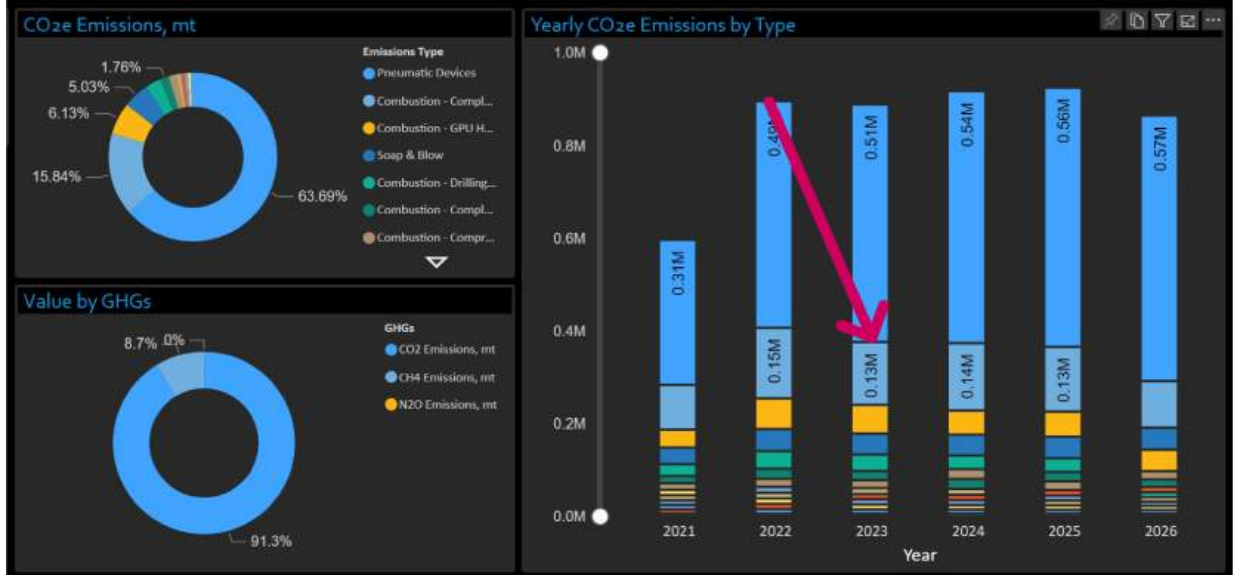 CO2e Emissions, mt
1.76%
5.03%
6.13%
15.84%
63.69%
Emissions Type
Pneumatic Devices
Combustion - Compl...
Combustion - GPU H...
Soap & Blow
Combustion - Drilling...
Combustion - Compl...
Combustion - Compr...
Value by GHGs
8.7%
0%
91.3%
GHGs
CO2 Emissions, mt
CH4 Emissions, mt
N2O Emissions, mt
Yearly CO2e Emissions by Type
1.0M
0.8M
0.6M
0.4M
0.2M
0.0M
0.31M
0.49M
0.51M
0.54M
0.56M
0.57M
0.15M
0.13M
0.14M
0.13M
2021
2022
2023
2024
2025
2026
Year